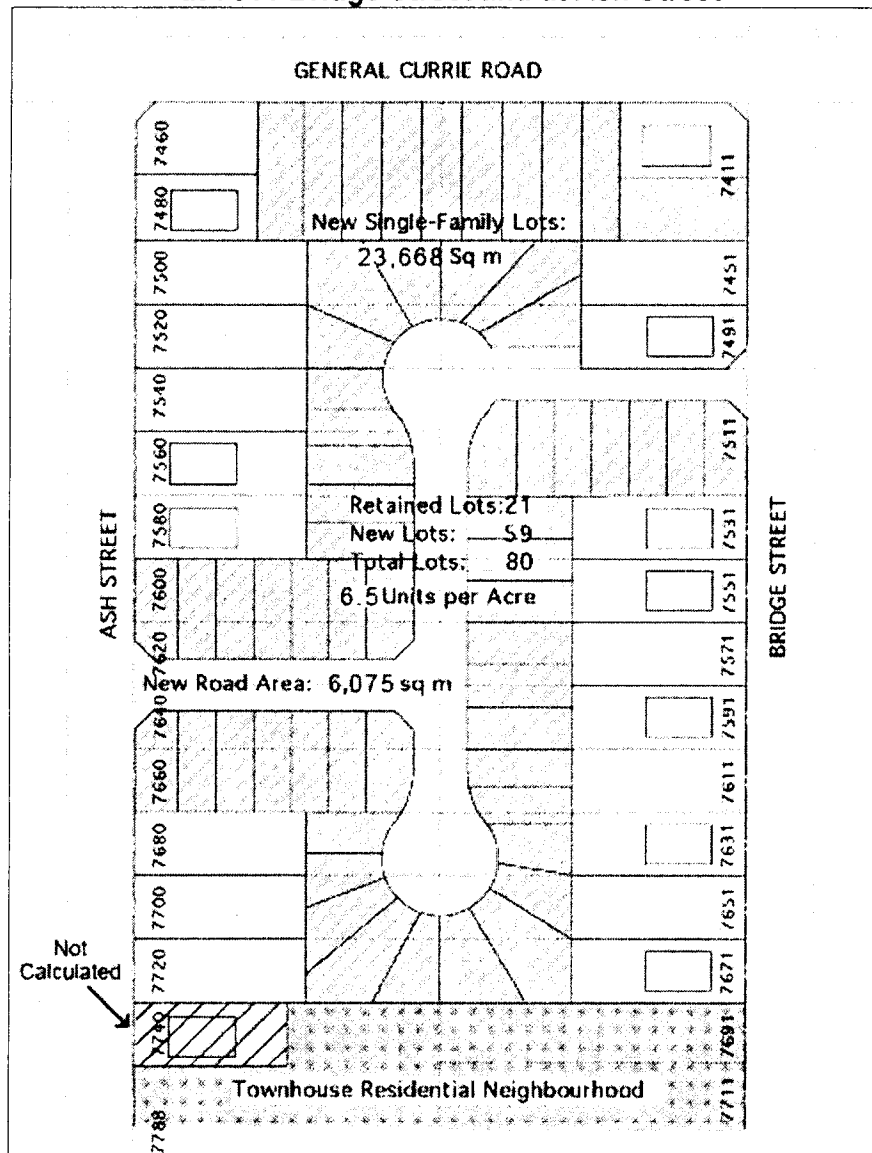 GENERAL CURRIE ROAD
7460
7480
7500
7520
7540
7560
7580
7600
7620
7640
7660
7680
7700
7720
7740
7788
ASH STREET
New Single-Family Lots:
23,668 Sq m
Retained Lots: 21
New Lots: 59
Total Lots: 80
6.5 Units per Acre
New Road Area: 6,075 sq m
7411
7451
7491
7511
7531
7551
7571
7591
7611
7631
7651
7671
7691
7711
BRIDGE STREET
Not
Calculated
Townhouse Residential Neighbourhood